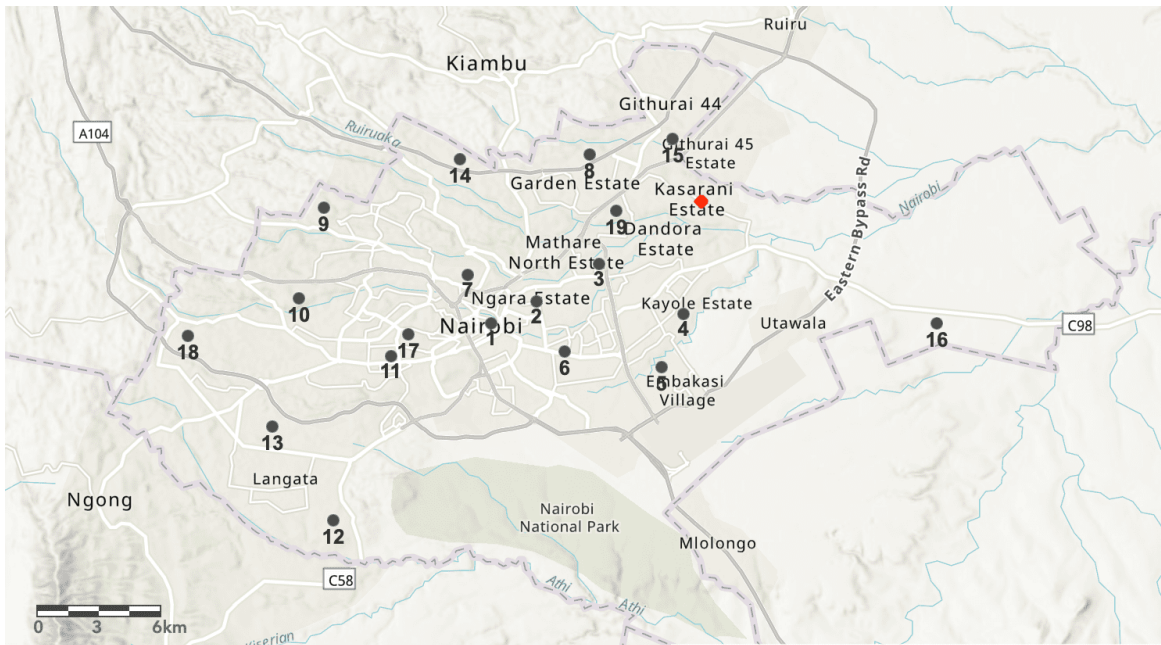 Ruiru
Kiambu
Githurai 44
A104
Ruiruaka
Githurai 45
Estate
15
8
14
Garden Estate
Kasarani
Estate
Nairobi
9
19
Dandora
Estate
Mathare
North Estate
3
Eastern Bypass Rd
7
Ngara Estate
2
10
Kayole Estate
4
Nairobi
1
Utawala
C98
16
18
17
11
6
5
Embakasi
Village
13
Langata
Ngong
12
Nairobi
National Park
Mlolongo
C58
Athi
Athi
0 3 6km